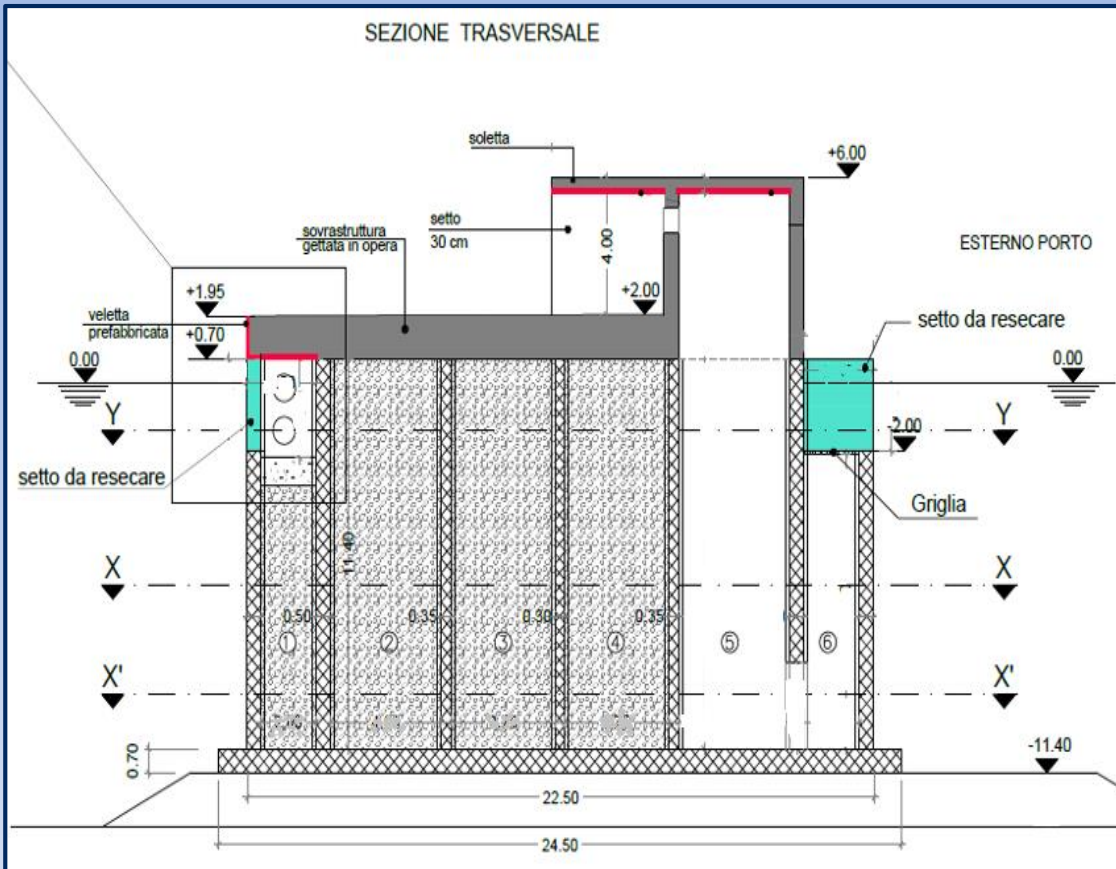 SEZIONE TRASVERSALE
soletta
+6.00
setto
30 cm
4.00
sovrastruttura
gettata in opera
ESTERNO PORTO
+1.95
+2.00
veletta
prefabbricata
+0.70
setto da resecare
0.00
0.00
Y
Y
-2.00
setto da resecare
Griglia
11.40
X
X
0.50
0.35
0.30
0.35
1
2
3
4
5
6
X'
X'
0.70
-11.40
22.50
24.50